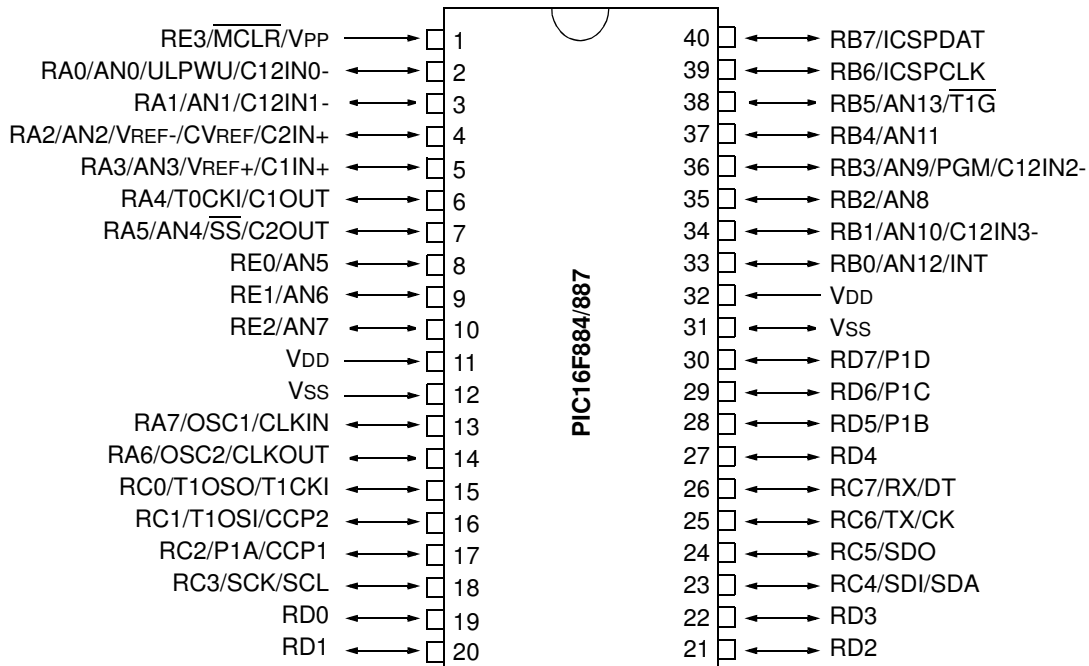 RE3/MCLR/VPP 1 40 RB7/ICSPDAT
RA0/AN0/ULPWU/C12IN0- 2 39 RB6/ICSPCLK
RA1/AN1/C12IN1- 3 38 RB5/AN13/T1G
RA2/AN2/VREF-/CVREF/C2IN+ 4 37 RB4/AN11
RA3/AN3/VREF+/C1IN+ 5 36 RB3/AN9/PGM/C12IN2-
RA4/T0CKI/C1OUT 6 35 RB2/AN8
RA5/AN4/SS/C2OUT 7 34 RB1/AN10/C12IN3-
RE0/AN5 8 33 RB0/AN12/INT
RE1/AN6 9 32 VDD
RE2/AN7 10 31 VSS
VDD 11 30 RD7/P1D
VSS 12 29 RD6/P1C
RA7/OSC1/CLKIN 13 28 RD5/P1B
RA6/OSC2/CLKOUT 14 27 RD4
RC0/T1OSO/T1CKI 15 26 RC7/RX/DT
RC1/T1OSI/CCP2 16 25 RC6/TX/CK
RC2/P1A/CCP1 17 24 RC5/SDO
RC3/SCK/SCL 18 23 RC4/SDI/SDA
RD0 19 22 RD3
RD1 20 21 RD2
PIC16F884/887